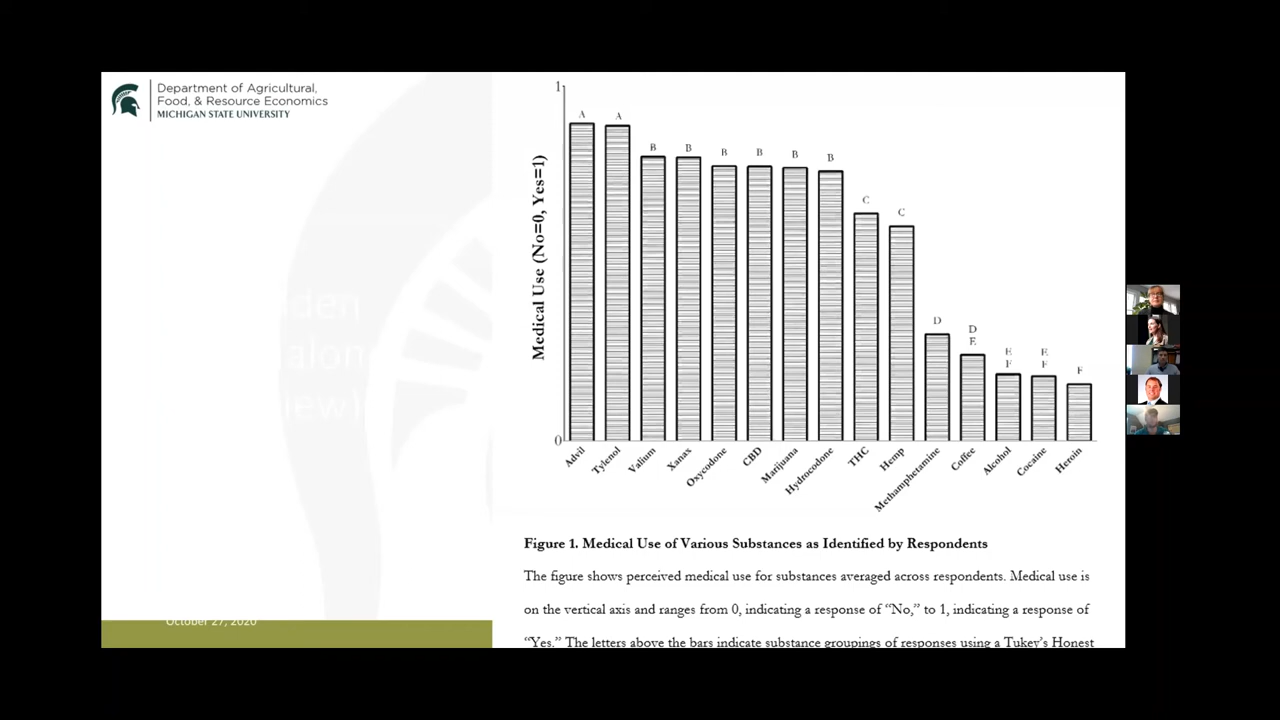 Department of Agricultural,
Food, & Resource Economics
MICHIGAN STATE UNIVERSITY
October 27, 2020
1
Medical Use (No=0, Yes=1)
0
A
A
B
B
B
B
B
B
C
C
D
D
E
E
F
E
F
F
Advil
Tylenol
Valium
Xanax
Oxycodone
CBD
Marijuana
Hydrocodone
THC
Hemp
Methamphetamine
Coffee
Alcohol
Cocaine
Heroin
Figure 1. Medical Use of Various Substances as Identified by Respondents
The figure shows perceived medical use for substances averaged across respondents. Medical use is
on the vertical axis and ranges from 0, indicating a response of “No,” to 1, indicating a response of
“Yes.” The letters above the bars indicate substance groupings of responses using a Tukey’s Honest